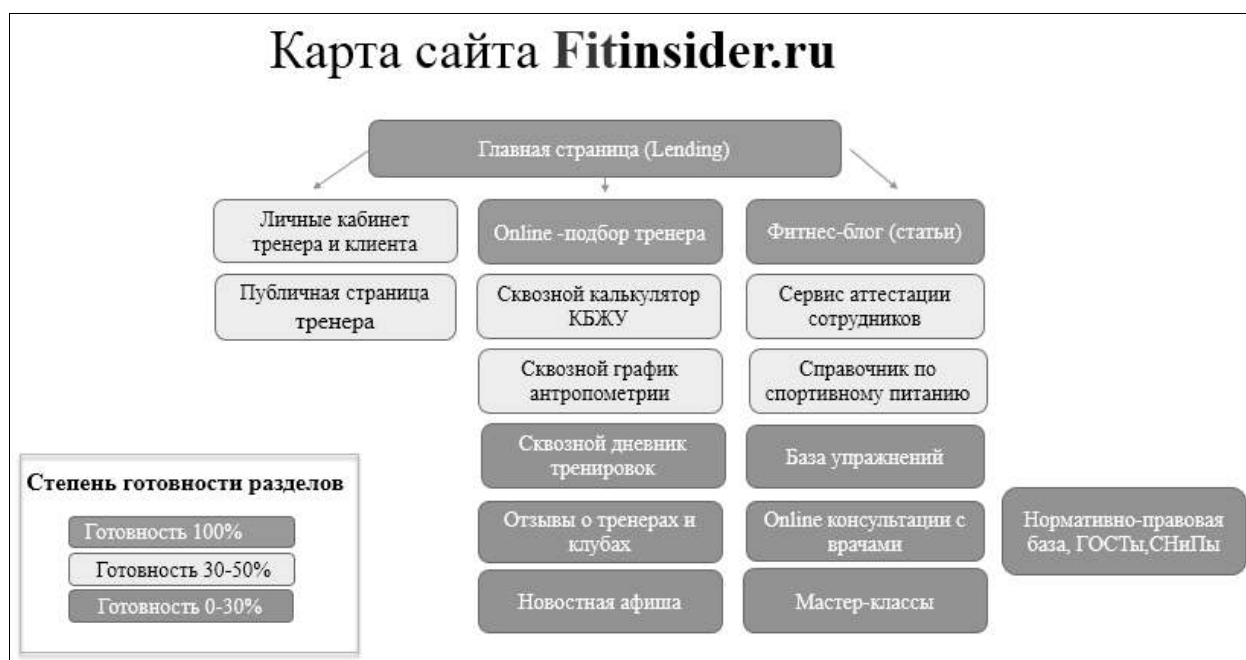 Карта сайта Fitinsider.ru
Главная страница (Lending)
Личные кабинет
тренера и клиента
Публичная страница
тренера
Online -подбор тренера
Сквозной калькулятор
КБЖУ
Сквозной график
антропометрии
Сквозной дневник
тренировок
Отзывы о тренерах и
клубах
Новостная афиша
Фитнес-блог (статьи)
Сервис аттестации
сотрудников
Справочник по
спортивному питанию
База упражнений
Online консультации с
врачами
Мастер-классы
Нормативно-правовая
база, ГОСТы,СНиПы
Степень готовности разделов
Готовность 100%
Готовность 30-50%
Готовность 0-30%